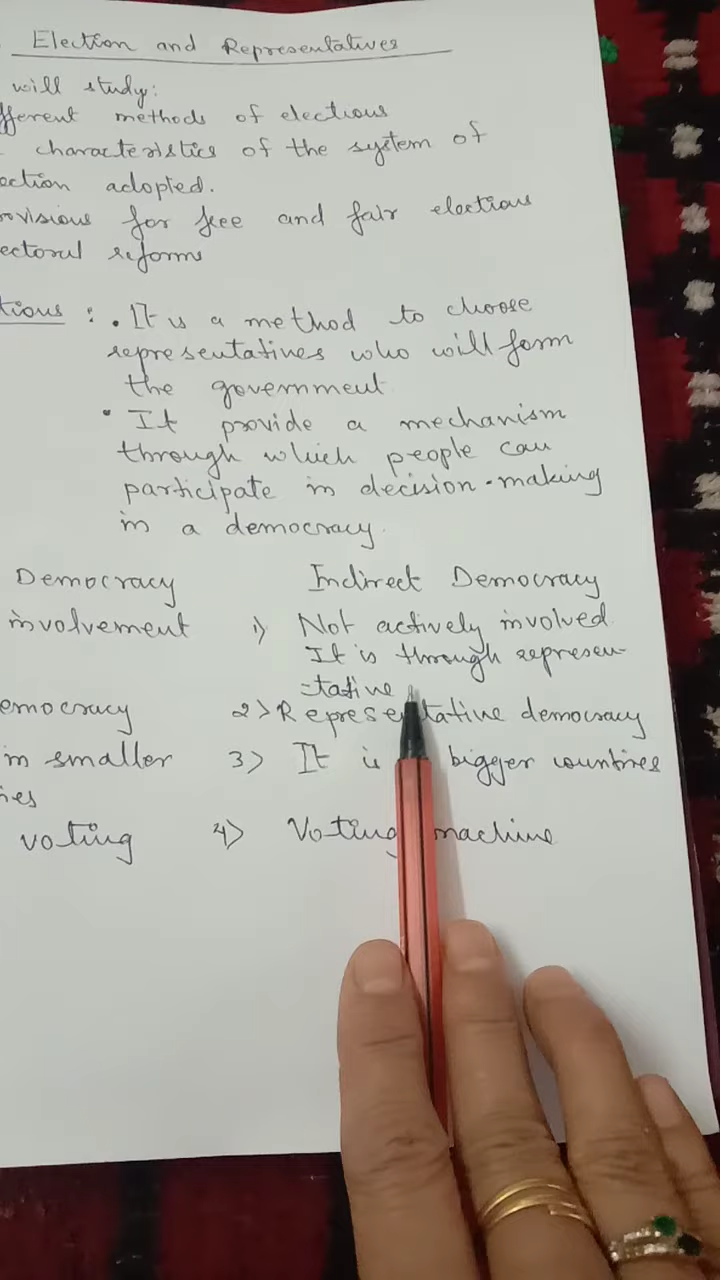 Election and Representatives
will study:
fferent methods of elections
characteristics of the system of
ection adopted.
ovisions for free and fair elections
ectoral reforms
tions : • It is a method to choose
representatives who will form
the government
• It provide a mechanism
through which people can
participate in decision-making
in a democracy.
Democracy Indirect Democracy
involvement 1) Not actively involved.
It is through represen-
-tative
emocracy 2> Representative democracy
in smaller 3> It is bigger countries
ies
voting 4> Voting machine